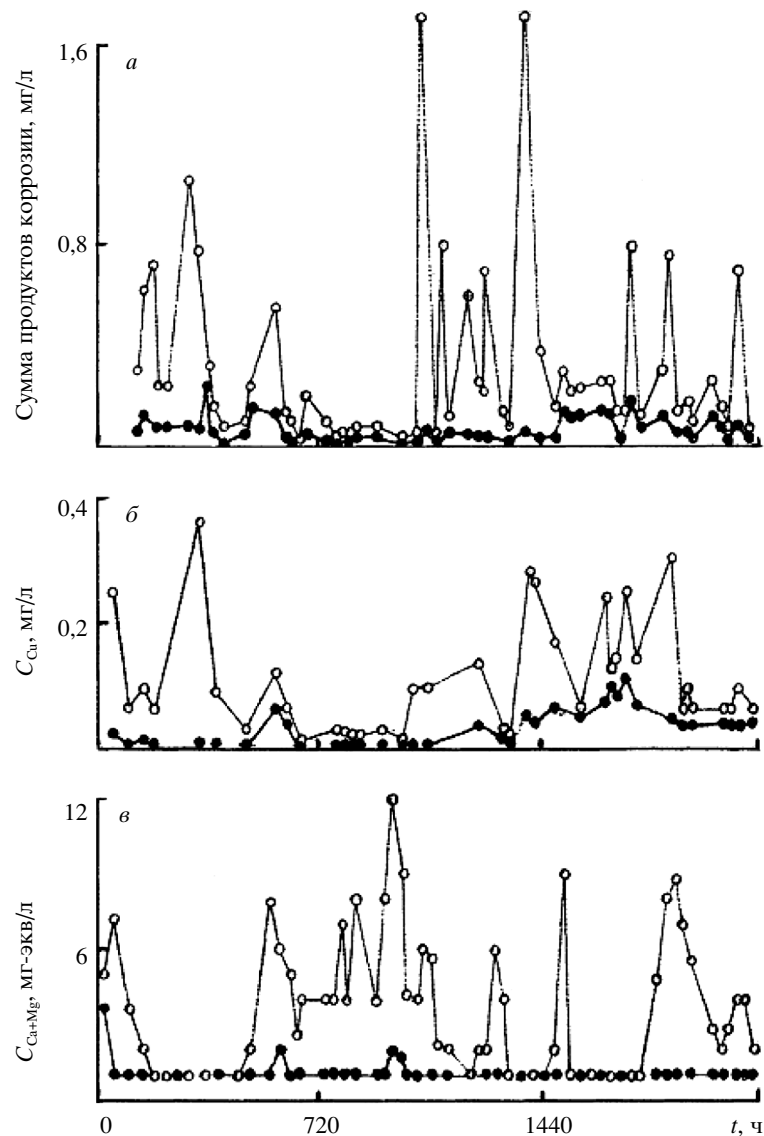 1,6
а
0,8
Сумма продуктов коррозии, мг/л
0,4
б
0,2
C_Cu, мг/л
12
в
6
C_Ca+Mg, мг-экв/л
0 720 1440 t, ч